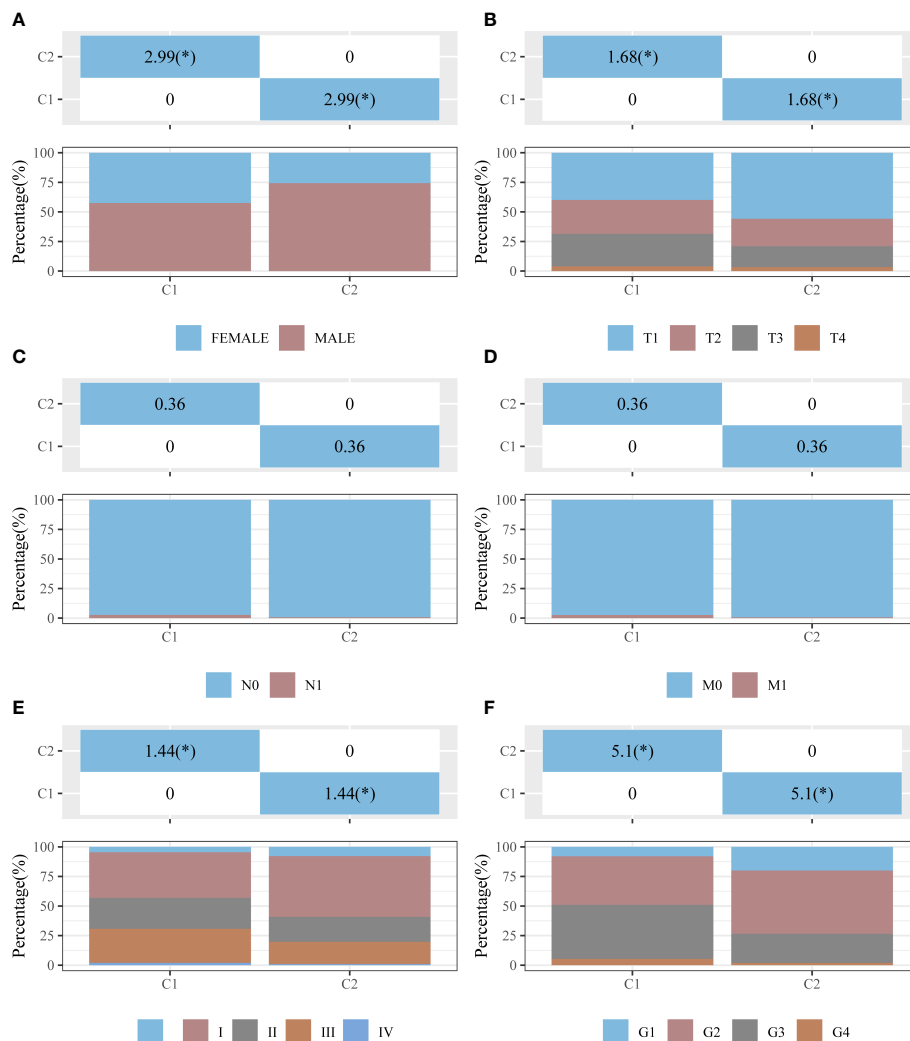 A
C2
2.99(*)
0
C1
0
2.99(*)
Percentage(%)
100
75
50
25
0
C1
C2
FEMALE MALE
B
C2
1.68(*)
0
C1
0
1.68(*)
Percentage(%)
100
75
50
25
0
C1
C2
T1 T2 T3 T4
C
C2
0.36
0
C1
0
0.36
Percentage(%)
100
75
50
25
0
C1
C2
N0 N1
D
C2
0.36
0
C1
0
0.36
Percentage(%)
100
75
50
25
0
C1
C2
M0 M1
E
C2
1.44(*)
0
C1
0
1.44(*)
Percentage(%)
100
75
50
25
0
C1
C2
I II III IV
F
C2
5.1(*)
0
C1
0
5.1(*)
Percentage(%)
100
75
50
25
0
C1
C2
G1 G2 G3 G4